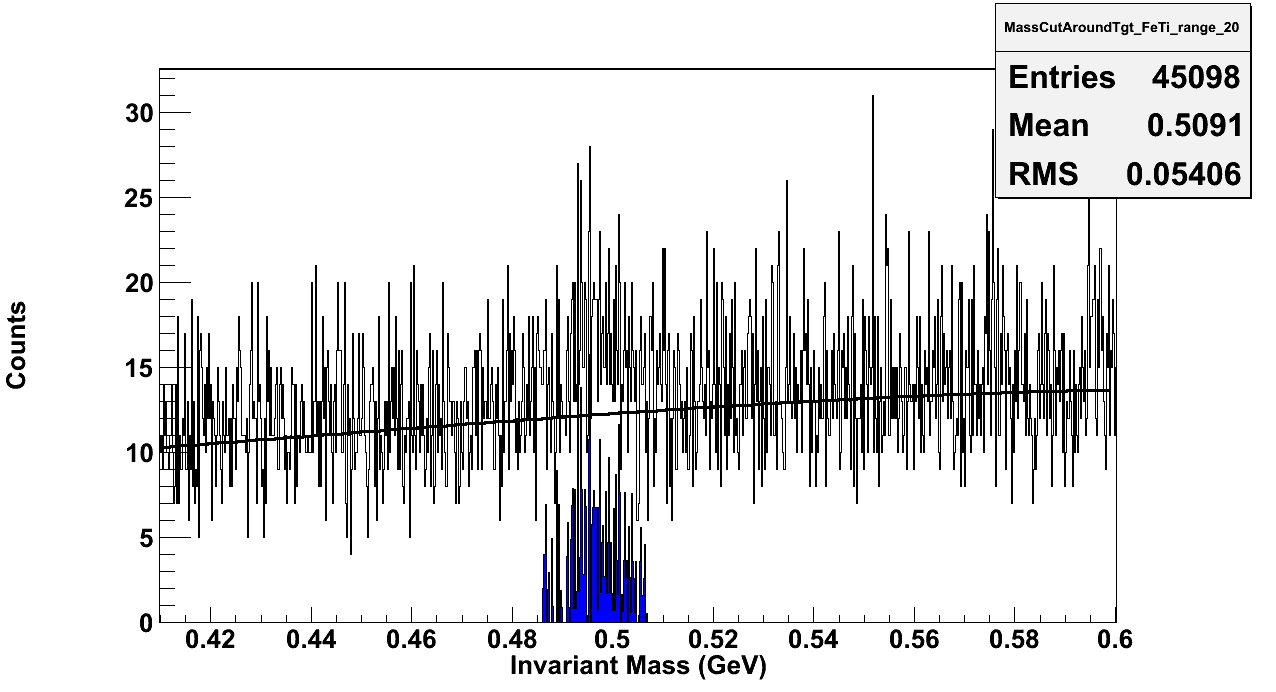 MassCutAroundTgt_FeTi_range_20
Entries 45098
Mean 0.5091
RMS 0.05406
30
25
20
15
10
5
0
Counts
0.42 0.44 0.46 0.48 0.5 0.52 0.54 0.56 0.58 0.6
Invariant Mass (GeV)